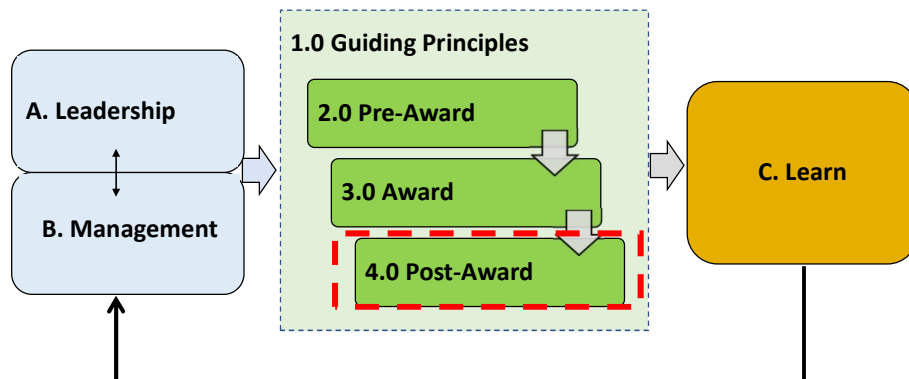 1.0 Guiding Principles
A. Leadership
2.0 Pre-Award
3.0 Award
C. Learn
B. Management
4.0 Post-Award